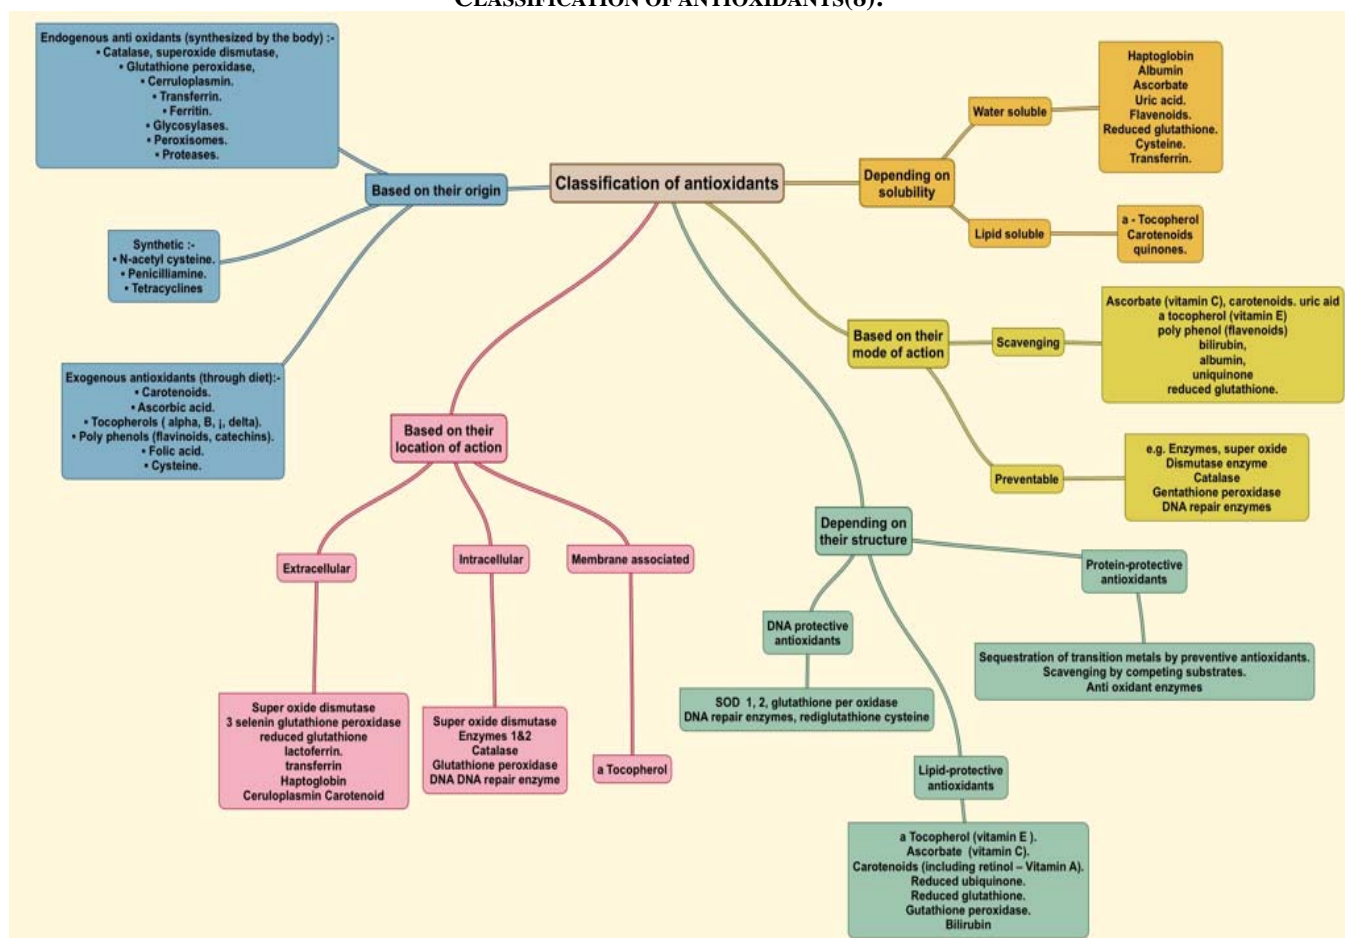 CLASSIFICATION OF ANTIOXIDANTS(8):
Endogenous anti oxidants (synthesized by the body) :-
• Catalase, superoxide dismutase,
• Glutathione peroxidase,
• Cerruloplasmin.
• Transferrin.
• Ferritin.
• Glycosylases.
• Peroxisomes.
• Proteases.
Based on their origin
Synthetic :-
• N-acetyl cysteine.
• Penicilliamine.
• Tetracyclines
Exogenous antioxidants (through diet):-
• Carotenoids.
• Ascorbic acid.
• Tocopherols ( alpha, B, ¡, delta).
• Poly phenols (flavinoids, catechins).
• Folic acid.
• Cysteine.
Classification of antioxidants
Depending on
solubility
Water soluble
Haptoglobin
Albumin
Ascorbate
Uric acid.
Flavenoids.
Reduced glutathione.
Cysteine.
Transferrin.
Lipid soluble
a - Tocopherol
Carotenoids
quinones.
Based on their
mode of action
Scavenging
Ascorbate (vitamin C), carotenoids. uric aid
a tocopherol (vitamin E)
poly phenol (flavenoids)
bilirubin,
albumin,
uniquinone
reduced glutathione.
Preventable
e.g. Enzymes, super oxide
Dismutase enzyme
Catalase
Gentathione peroxidase
DNA repair enzymes
Based on their
location of action
Extracellular
Super oxide dismutase
3 selenin glutathione peroxidase
reduced glutathione
lactoferrin.
transferrin
Haptoglobin
Ceruloplasmin Carotenoid
Intracellular
Super oxide dismutase
Enzymes 1&2
Catalase
Glutathione peroxidase
DNA DNA repair enzyme
Membrane associated
a Tocopherol
Depending on
their structure
DNA protective
antioxidants
SOD 1, 2, glutathione per oxidase
DNA repair enzymes, rediglutathione cysteine
Protein-protective
antioxidants
Sequestration of transition metals by preventive antioxidants.
Scavenging by competing substrates.
Anti oxidant enzymes
Lipid-protective
antioxidants
a Tocopherol (vitamin E ).
Ascorbate (vitamin C).
Carotenoids (including retinol – Vitamin A).
Reduced ubiquinone.
Reduced glutathione.
Gutathione peroxidase.
Bilirubin